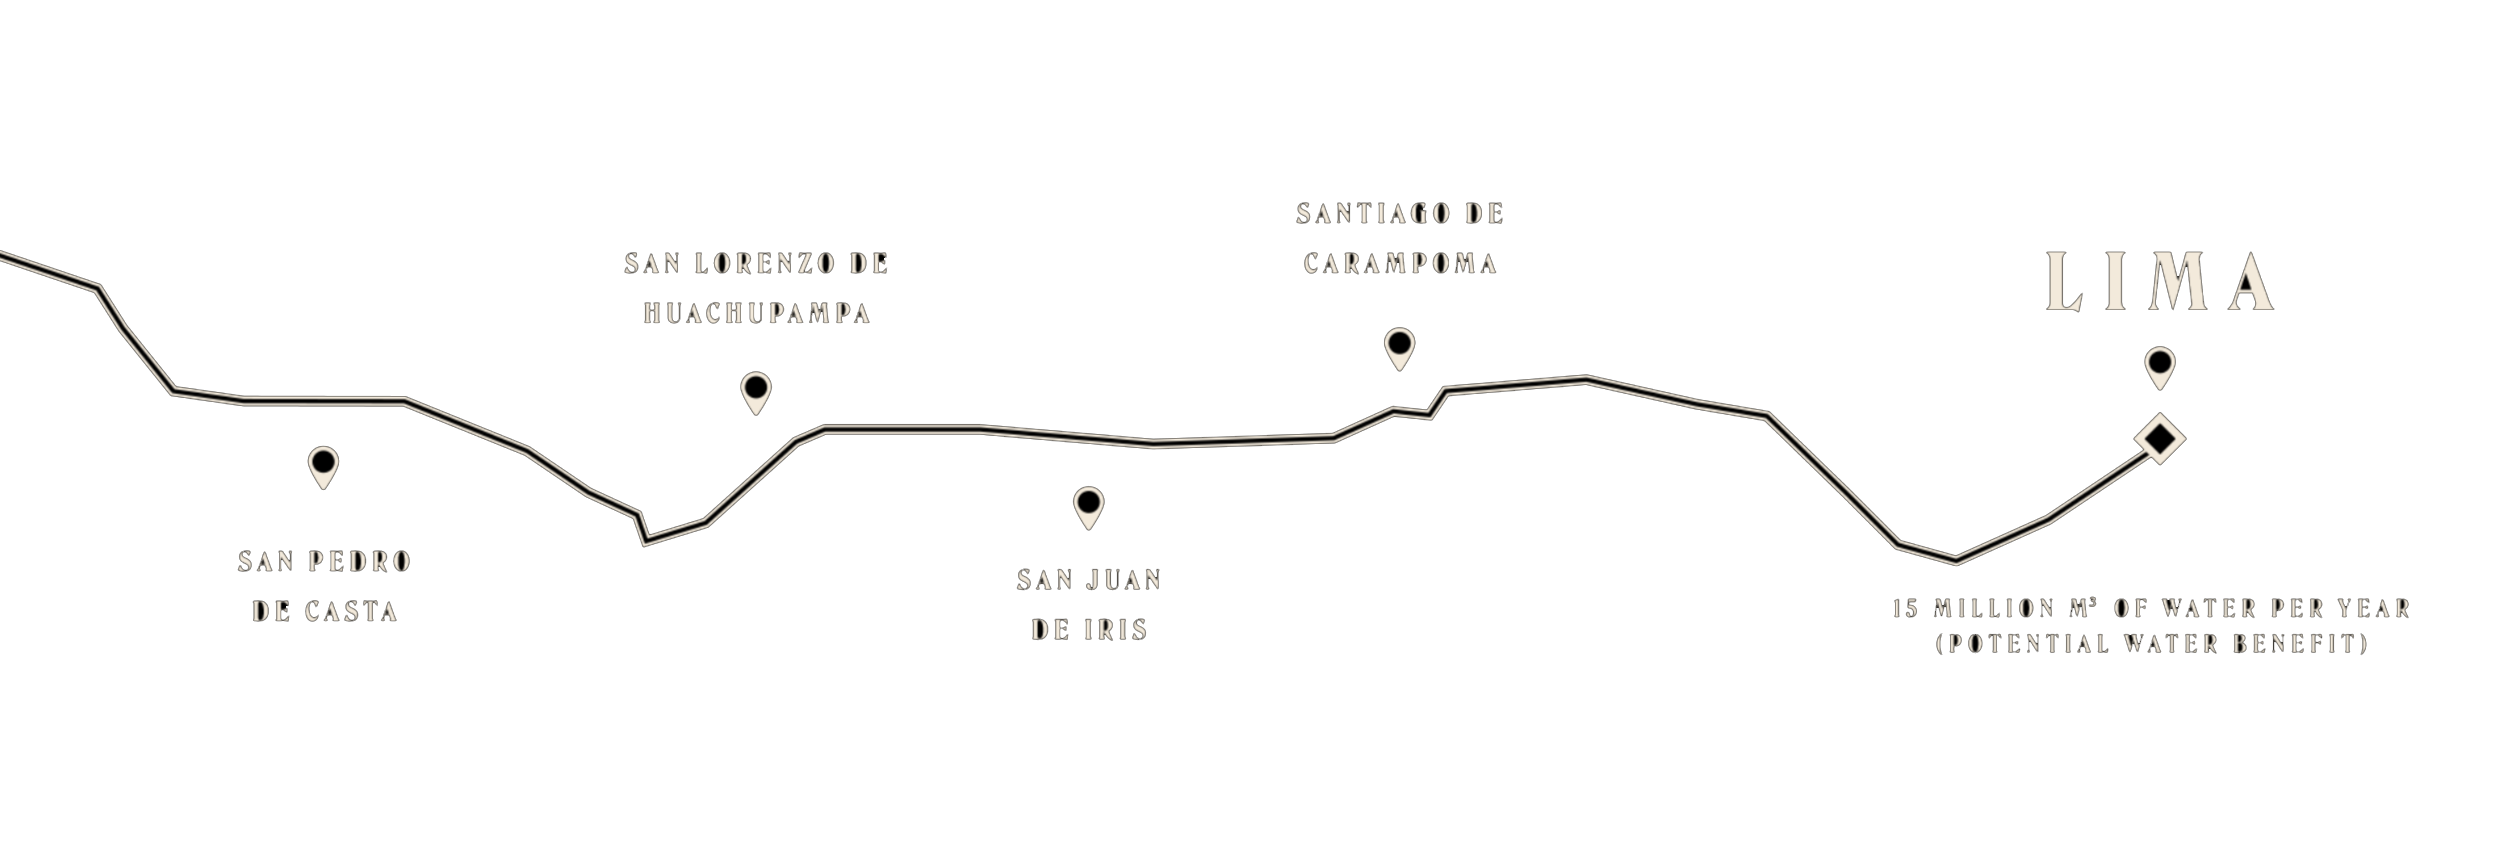 SAN PEDRO
DE CASTA
SAN LORENZO DE
HUACHUPAMPA
SAN JUAN
DE IRIS
SANTIAGO DE
CARAMPOMA
LIMA
15 MILLION M³ OF WATER PER YEAR
(POTENTIAL WATER BENEFIT)